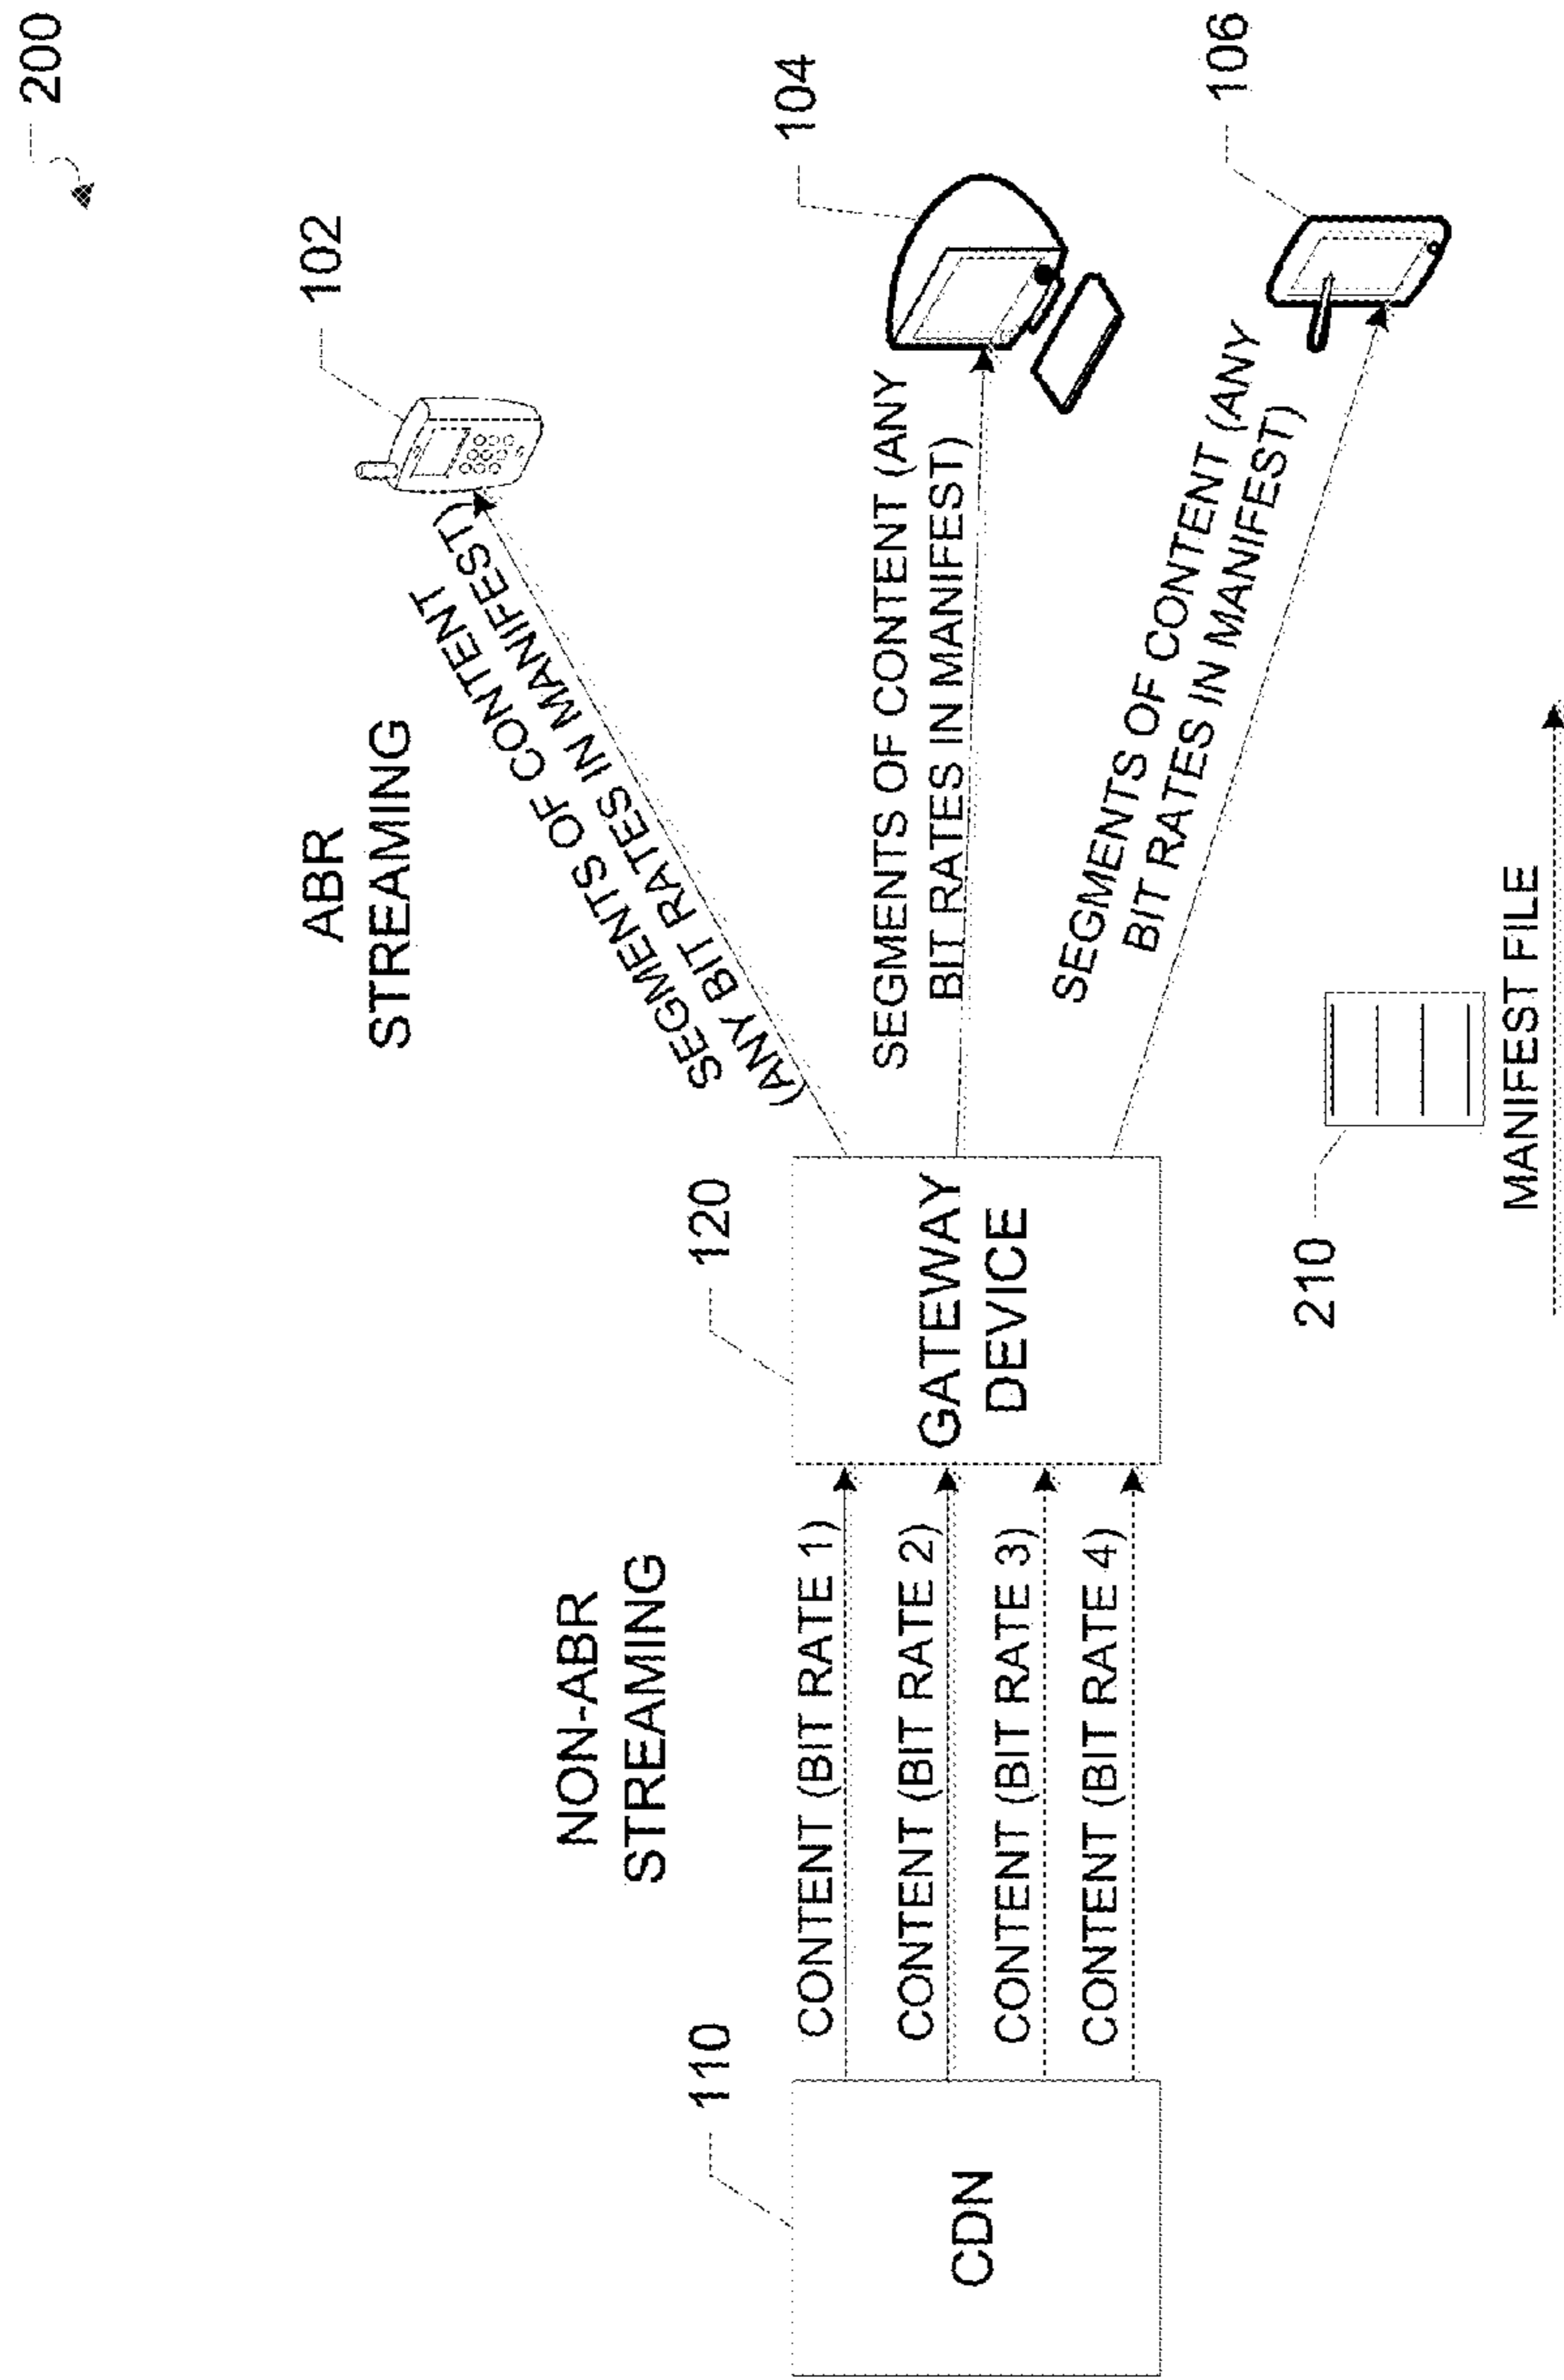 200
ABR
STREAMING
NON-ABR
STREAMING
102
104
106
110
120
CDN
CONTENT (BIT RATE 1)
CONTENT (BIT RATE 2)
CONTENT (BIT RATE 3)
CONTENT (BIT RATE 4)
GATEWAY
DEVICE
SEGMENTS OF CONTENT
(ANY BIT RATES IN MANIFEST)
SEGMENTS OF CONTENT (ANY
BIT RATES IN MANIFEST)
SEGMENTS OF CONTENT (ANY
BIT RATES IN MANIFEST)
210
MANIFEST FILE